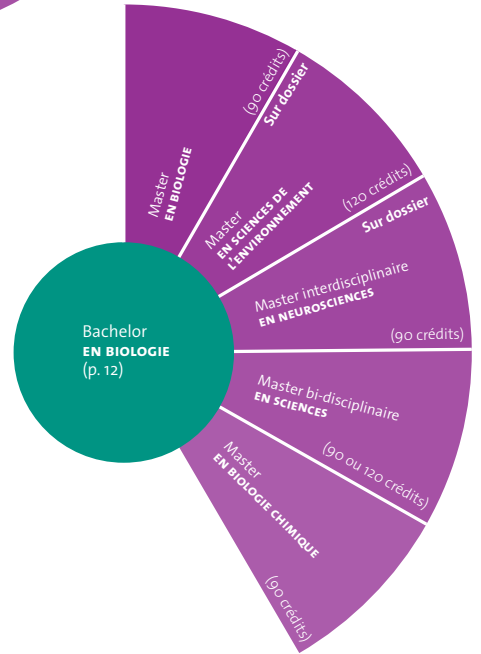 Bachelor
EN BIOLOGIE
(p. 12)
Master
EN BIOLOGIE
(90 crédits)
Sur dossier
Master
EN SCIENCES DE
L'ENVIRONNEMENT
(120 crédits)
Sur dossier
Master interdisciplinaire
EN NEUROSCIENCES
(90 crédits)
Master bi-disciplinaire
EN SCIENCES
(90 ou 120 crédits)
Master
EN BIOLOGIE CHIMIQUE
(90 crédits)